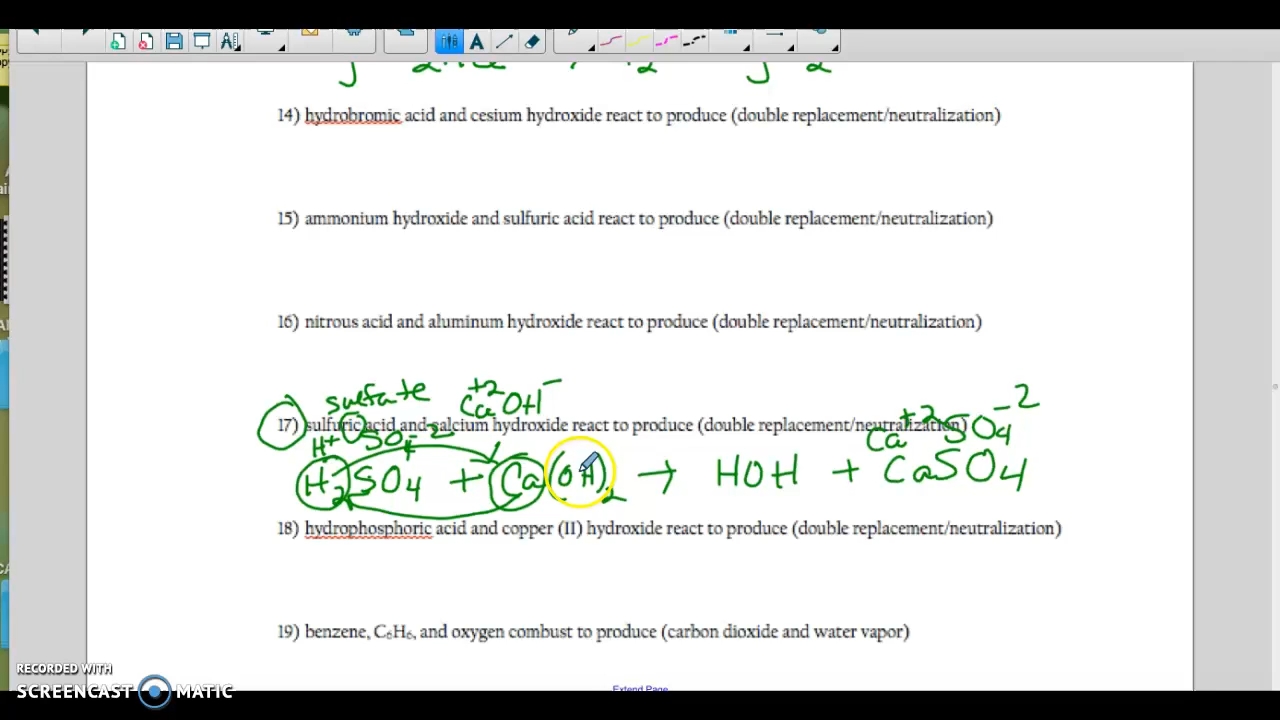 14) hydrobromic acid and cesium hydroxide react to produce (double replacement/neutralization)
15) ammonium hydroxide and sulfuric acid react to produce (double replacement/neutralization)
16) nitrous acid and aluminum hydroxide react to produce (double replacement/neutralization)
sulfate Ca+2 OH−
17) sulfuric acid and calcium hydroxide react to produce (double replacement/neutralization)
H+ SO4−2 Ca+2 SO4−2
H2SO4 + Ca(OH)2 → HOH + CaSO4
18) hydrophosphoric acid and copper (II) hydroxide react to produce (double replacement/neutralization)
19) benzene, C₆H₆, and oxygen combust to produce (carbon dioxide and water vapor)
RECORDED WITH
SCREENCAST MATIC
Extend Page